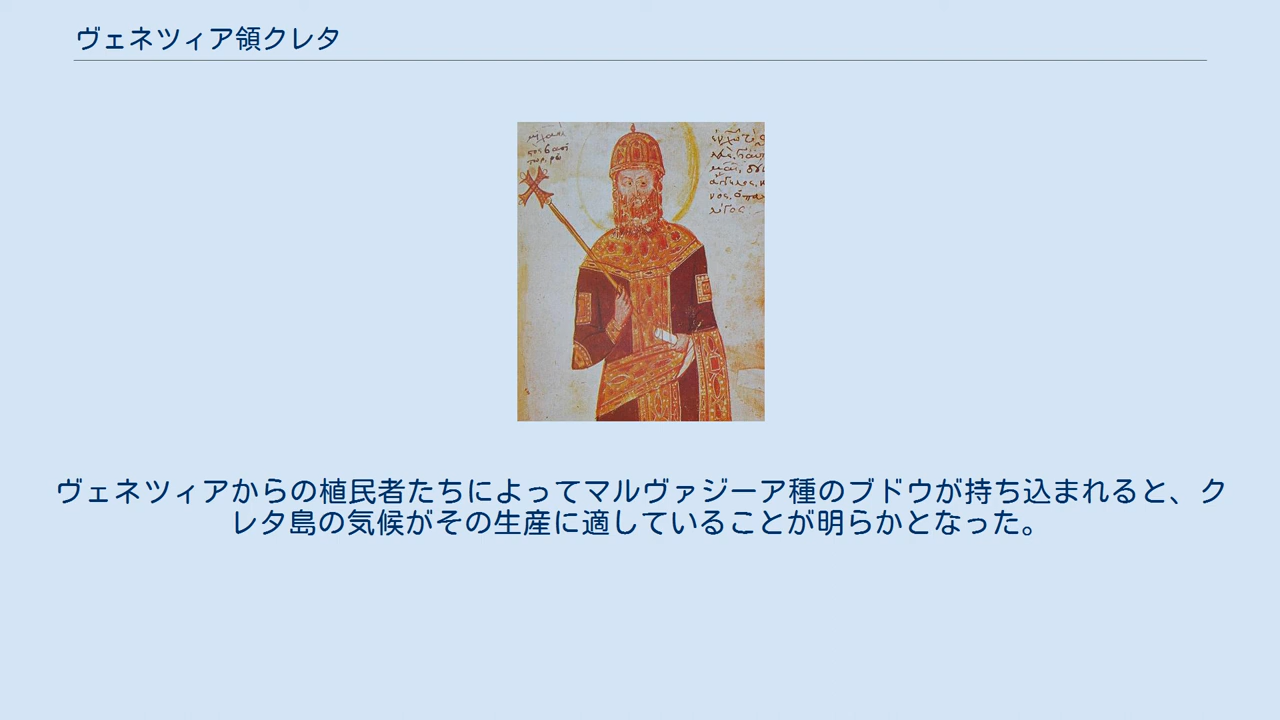 ヴェネツィア領クレタ
ヴェネツィアからの植民者たちによってマルヴァジーア種のブドウが持ち込まれると、ク
レタ島の気候がその生産に適していることが明らかとなった。